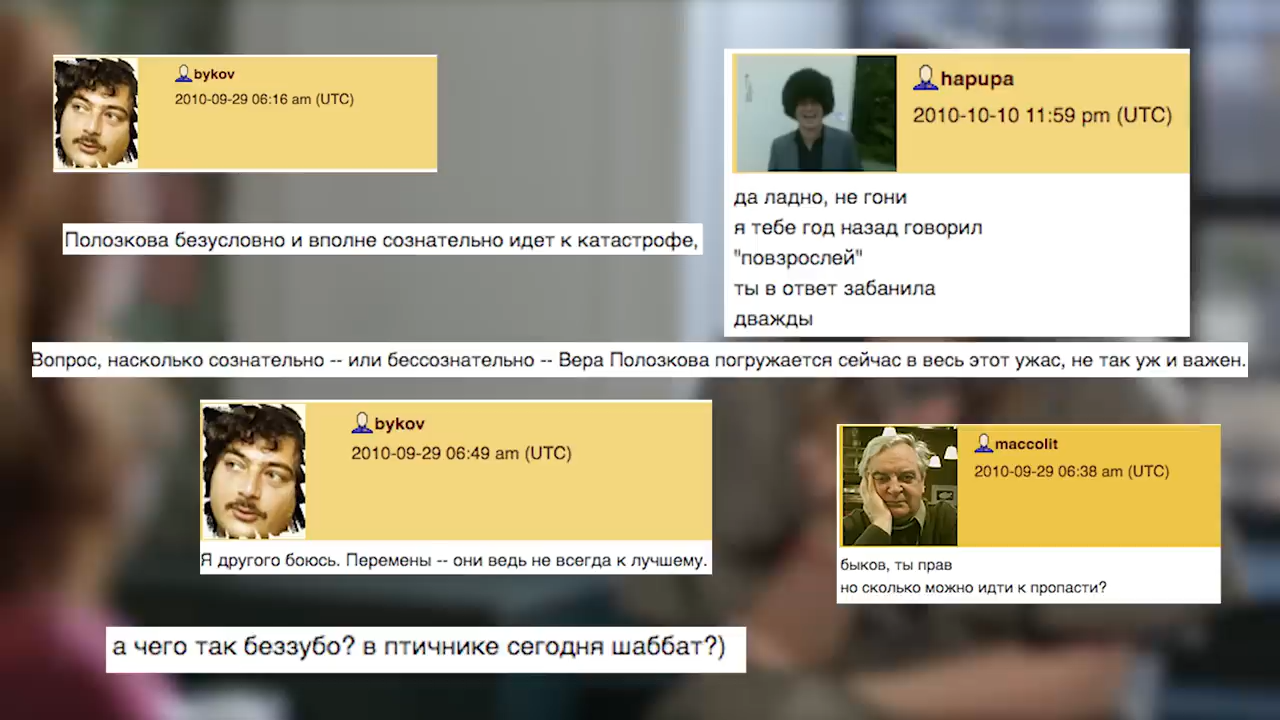 bykov
2010-09-29 06:16 am (UTC)
Полозкова безусловно и вполне сознательно идет к катастрофе,
hapupa
2010-10-10 11:59 pm (UTC)
да ладно, не гони
я тебе год назад говорил
"повзрослей"
ты в ответ забанила
дважды
Вопрос, насколько сознательно -- или бессознательно -- Вера Полозкова погружается сейчас в весь этот ужас, не так уж и важен.
bykov
2010-09-29 06:49 am (UTC)
Я другого боюсь. Перемены -- они ведь не всегда к лучшему.
maccolit
2010-09-29 06:38 am (UTC)
быков, ты прав
но сколько можно идти к пропасти?
а чего так беззубо? в птичнике сегодня шаббат?)